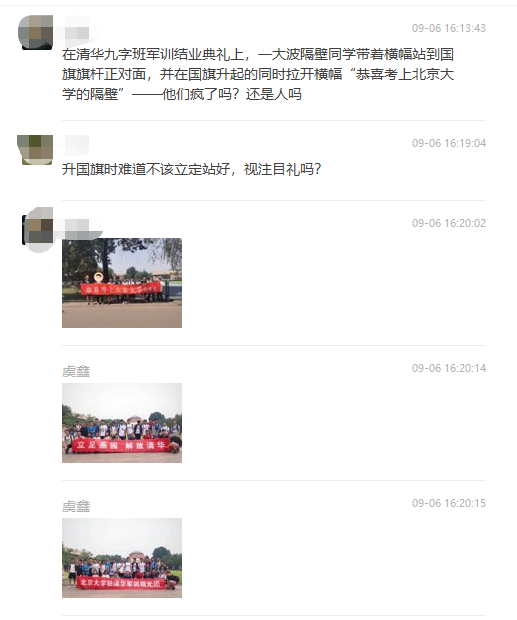 09-06 16:13:43
在清华九字班军训结业典礼上，一大波隔壁同学带着横幅站到国
旗旗杆正对面，并在国旗升起的同时拉开横幅“恭喜考上北京大
学的隔壁”——他们疯了吗？还是人吗
09-06 16:19:04
升国旗时难道不该立定站好，视注目礼吗？
09-06 16:20:02
虞鑫
09-06 16:20:14
立足燕园 解放清华
虞鑫
09-06 16:20:15
北京大学驻清华军训观光团